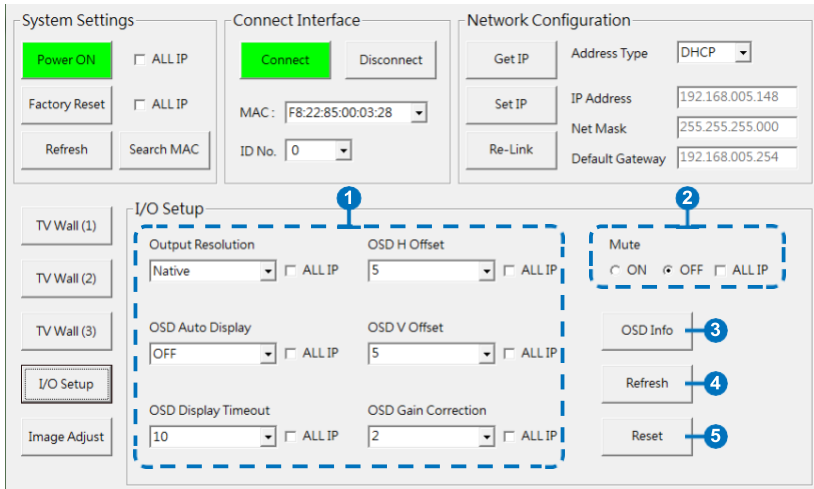 System Settings
Power ON ALL IP
Factory Reset ALL IP
Refresh Search MAC
Connect Interface
Connect Disconnect
MAC : F8:22:85:00:03:28
ID No. 0
Network Configuration
Get IP Address Type DHCP
Set IP IP Address 192.168.005.148
Net Mask 255.255.255.000
Re-Link Default Gateway 192.168.005.254
TV Wall (1)
TV Wall (2)
TV Wall (3)
I/O Setup
Image Adjust
I/O Setup
1
Output Resolution OSD H Offset
Native ALL IP 5 ALL IP
OSD Auto Display OSD V Offset
OFF ALL IP 5 ALL IP
OSD Display Timeout OSD Gain Correction
10 ALL IP 2 ALL IP
2
Mute
ON OFF ALL IP
OSD Info 3
Refresh 4
Reset 5